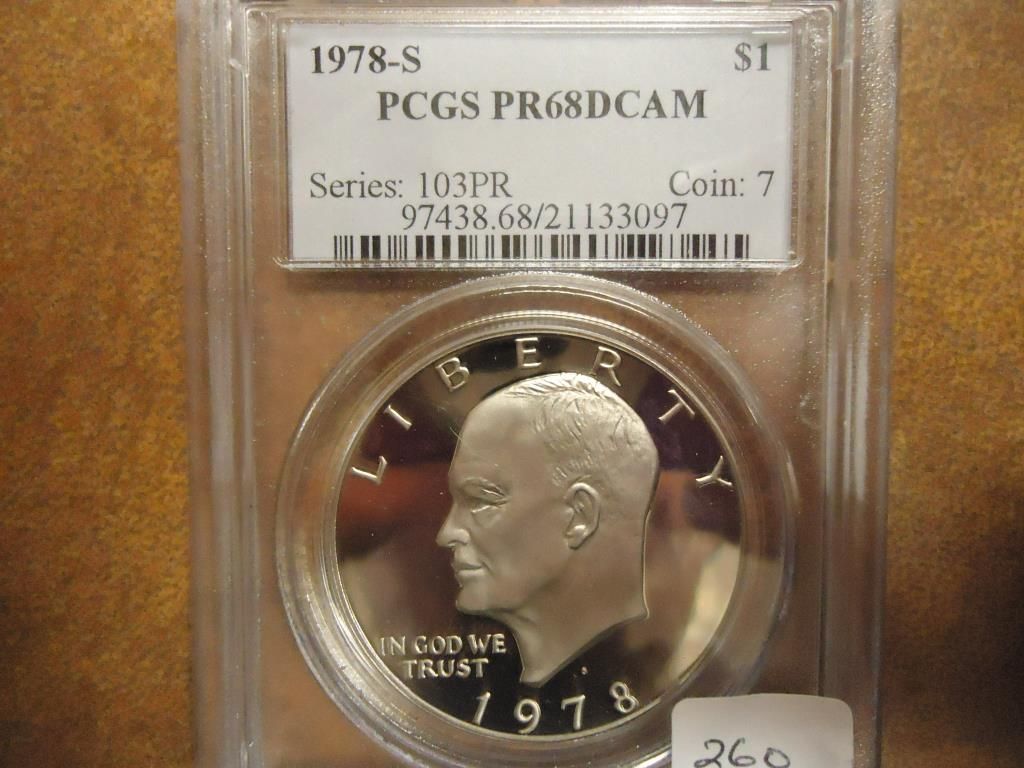 1978-S $1
PCGS PR68DCAM
Series: 103PR Coin: 7
97438.68/21133097
LIBERTY
IN GOD WE
TRUST
1978
260